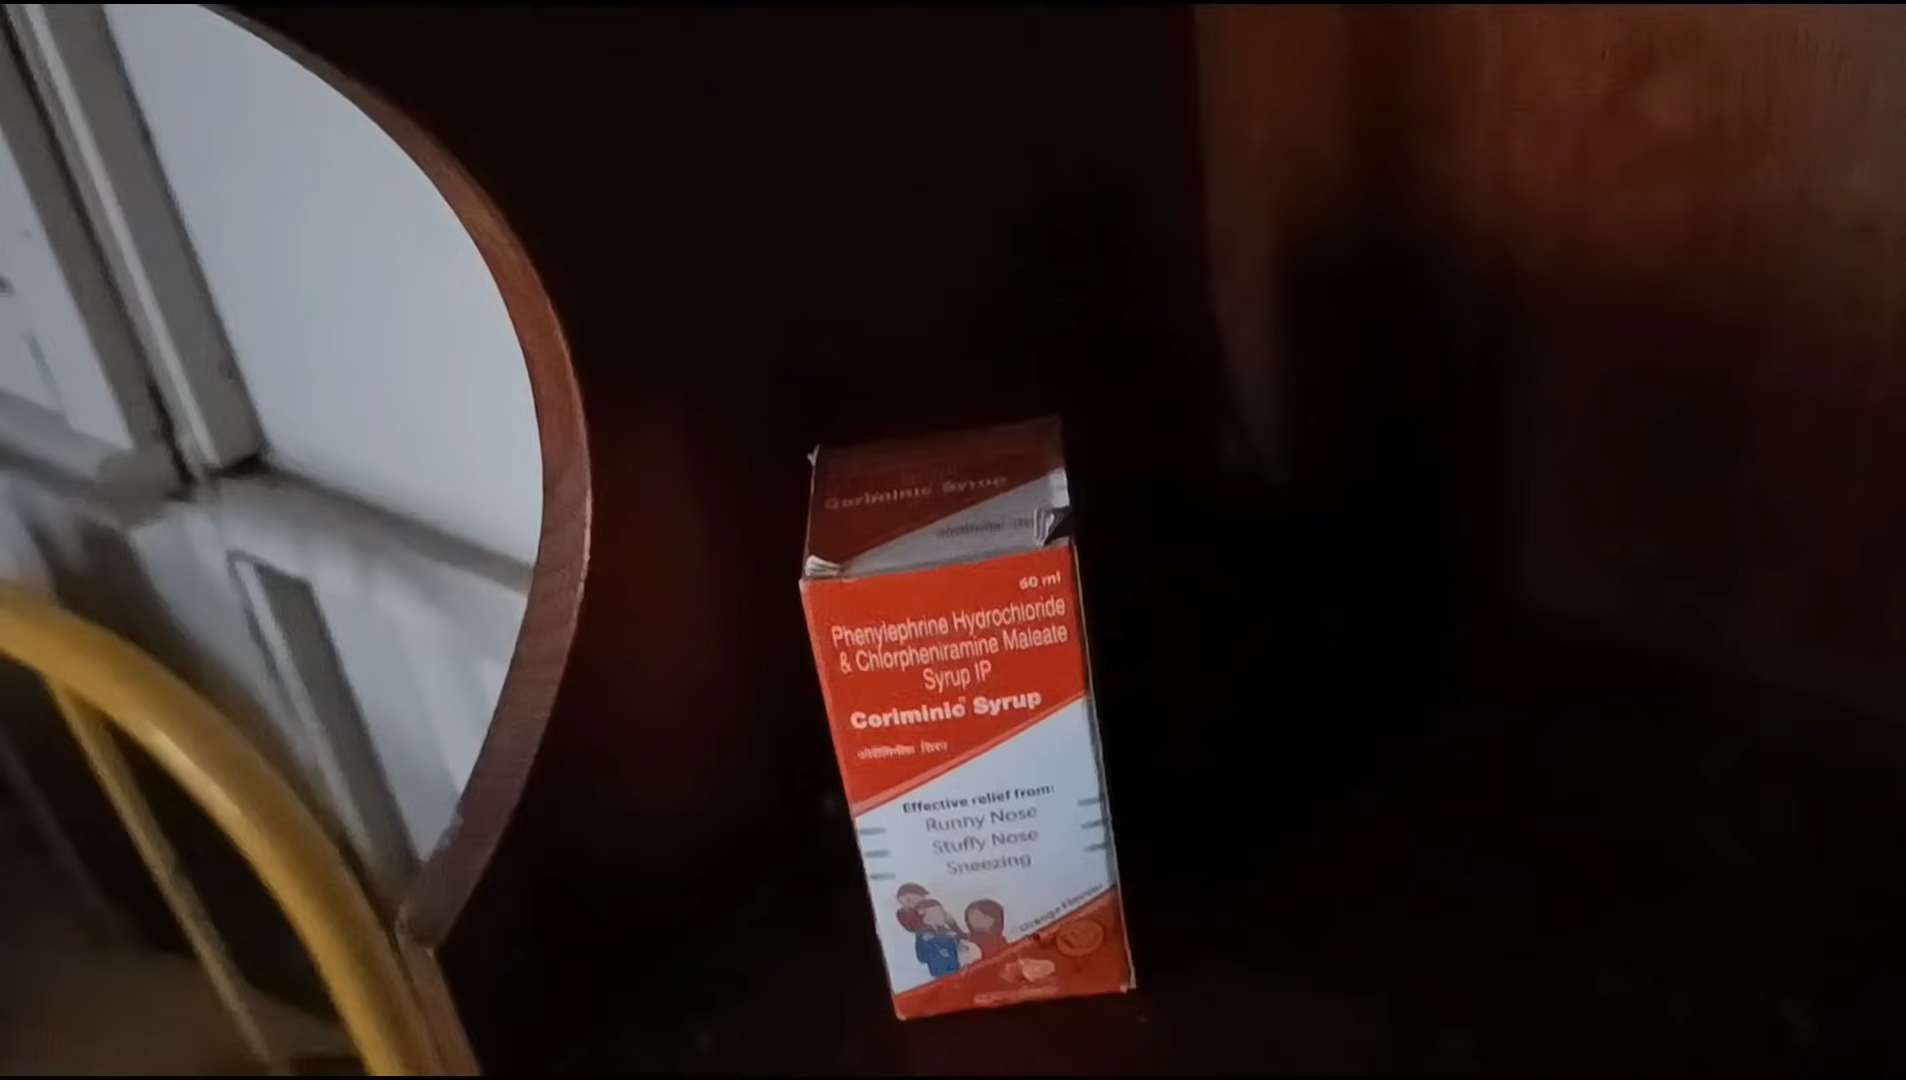 Coriminic Syrup
60 ml
Phenylephrine Hydrochloride
& Chlorpheniramine Maleate
Syrup IP
Coriminic Syrup
सिरप
Effective relief from:
Runny Nose
Stuffy Nose
Sneezing
Orange Flavour